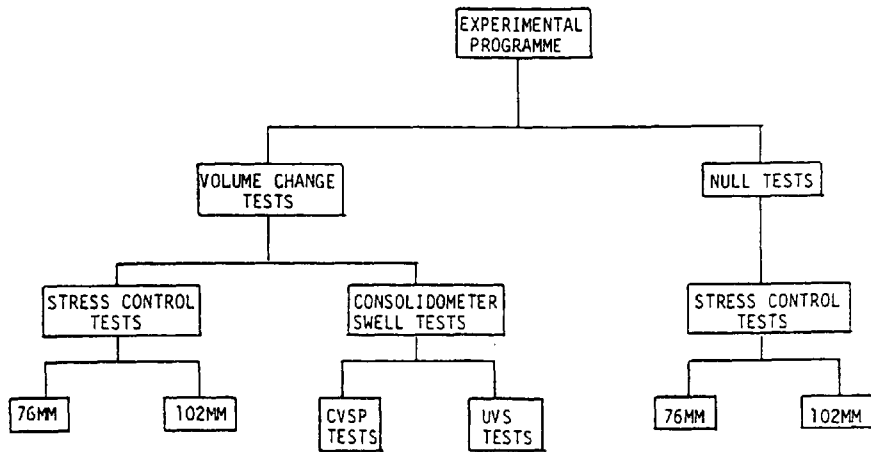 EXPERIMENTAL
PROGRAMME
VOLUME CHANGE
TESTS
NULL TESTS
STRESS CONTROL
TESTS
CONSOLIDOMETER
SWELL TESTS
STRESS CONTROL
TESTS
76MM
102MM
CVSP
TESTS
UVS
TESTS
76MM
102MM